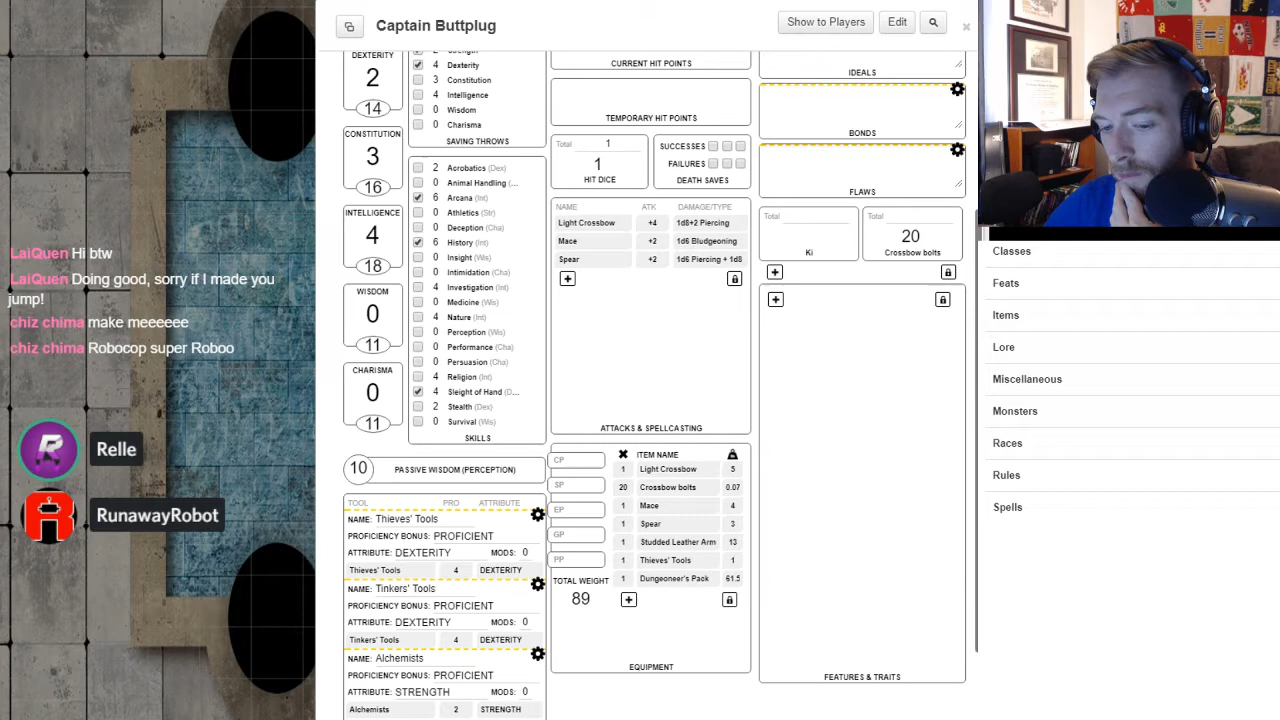 Captain Buttplug
Show to Players
Edit
LaiQuen Hi btw
LaiQuen Doing good, sorry if I made you
jump!
chiz chima make meeeeee
chiz chima Robocop super Roboo
Relle
RunawayRobot
DEXTERITY
2
14
CONSTITUTION
3
16
INTELLIGENCE
4
18
WISDOM
0
11
CHARISMA
0
11
4 Dexterity
3 Constitution
4 Intelligence
0 Wisdom
0 Charisma
SAVING THROWS
2 Acrobatics (Dex)
0 Animal Handling (...
6 Arcana (Int)
0 Athletics (Str)
0 Deception (Cha)
6 History (Int)
0 Insight (Wis)
0 Intimidation (Cha)
4 Investigation (Int)
0 Medicine (Wis)
4 Nature (Int)
0 Perception (Wis)
0 Performance (Cha)
0 Persuasion (Cha)
4 Religion (Int)
4 Sleight of Hand (D...
2 Stealth (Dex)
0 Survival (Wis)
SKILLS
10 PASSIVE WISDOM (PERCEPTION)
TOOL PRO ATTRIBUTE
NAME: Thieves' Tools
PROFICIENCY BONUS: PROFICIENT
ATTRIBUTE: DEXTERITY MODS: 0
Thieves' Tools 4 DEXTERITY
NAME: Tinkers' Tools
PROFICIENCY BONUS: PROFICIENT
ATTRIBUTE: DEXTERITY MODS: 0
Tinkers' Tools 4 DEXTERITY
NAME: Alchemists
PROFICIENCY BONUS: PROFICIENT
ATTRIBUTE: STRENGTH MODS: 0
Alchemists 2 STRENGTH
CURRENT HIT POINTS
TEMPORARY HIT POINTS
Total 1
1
HIT DICE
SUCCESSES
FAILURES
DEATH SAVES
NAME ATK DAMAGE/TYPE
Light Crossbow +4 1d8+2 Piercing
Mace +2 1d6 Bludgeoning
Spear +2 1d6 Piercing + 1d8
ATTACKS & SPELLCASTING
CP
SP
EP
GP
PP
TOTAL WEIGHT
89
ITEM NAME
1 Light Crossbow 5
20 Crossbow bolts 0.07
1 Mace 4
1 Spear 3
1 Studded Leather Arm 13
1 Thieves' Tools 1
1 Dungeoneer's Pack 61.5
EQUIPMENT
IDEALS
BONDS
FLAWS
Total
Ki
Total
20
Crossbow bolts
FEATURES & TRAITS
Classes
Feats
Items
Lore
Miscellaneous
Monsters
Races
Rules
Spells